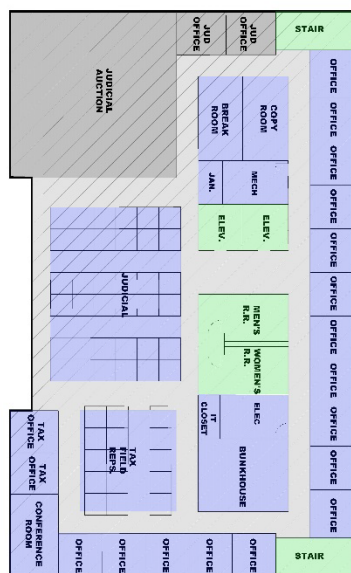 JUD
OFFICE
JUD
OFFICE
STAIR
JUDICIAL
AUCTION
BREAK
ROOM
COPY
ROOM
JAN.
MECH
ELEV.
ELEV.
OFFICE
OFFICE
OFFICE
OFFICE
OFFICE
OFFICE
OFFICE
OFFICE
OFFICE
OFFICE
OFFICE
JUDICIAL
MEN'S
R.R.
WOMEN'S
R.R.
IT
CLOSET
ELEC
BUNKHOUSE
TAX
FIELD
REPS.
TAX
OFFICE
TAX
OFFICE
CONFERENCE
ROOM
OFFICE
OFFICE
OFFICE
OFFICE
OFFICE
STAIR